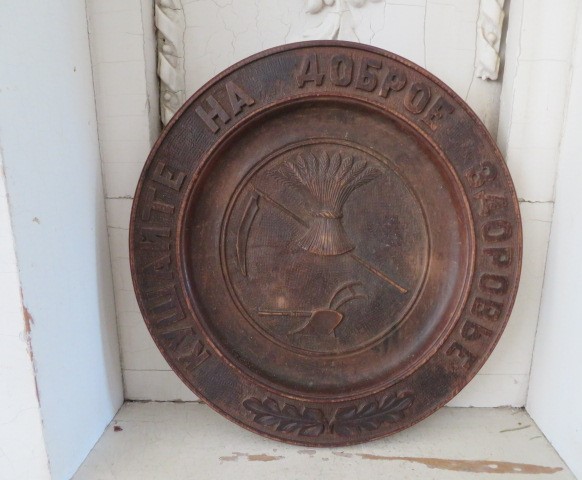 КУШАЙТЕ НА ДОБРОЕ ЗДОРОВЬЕ